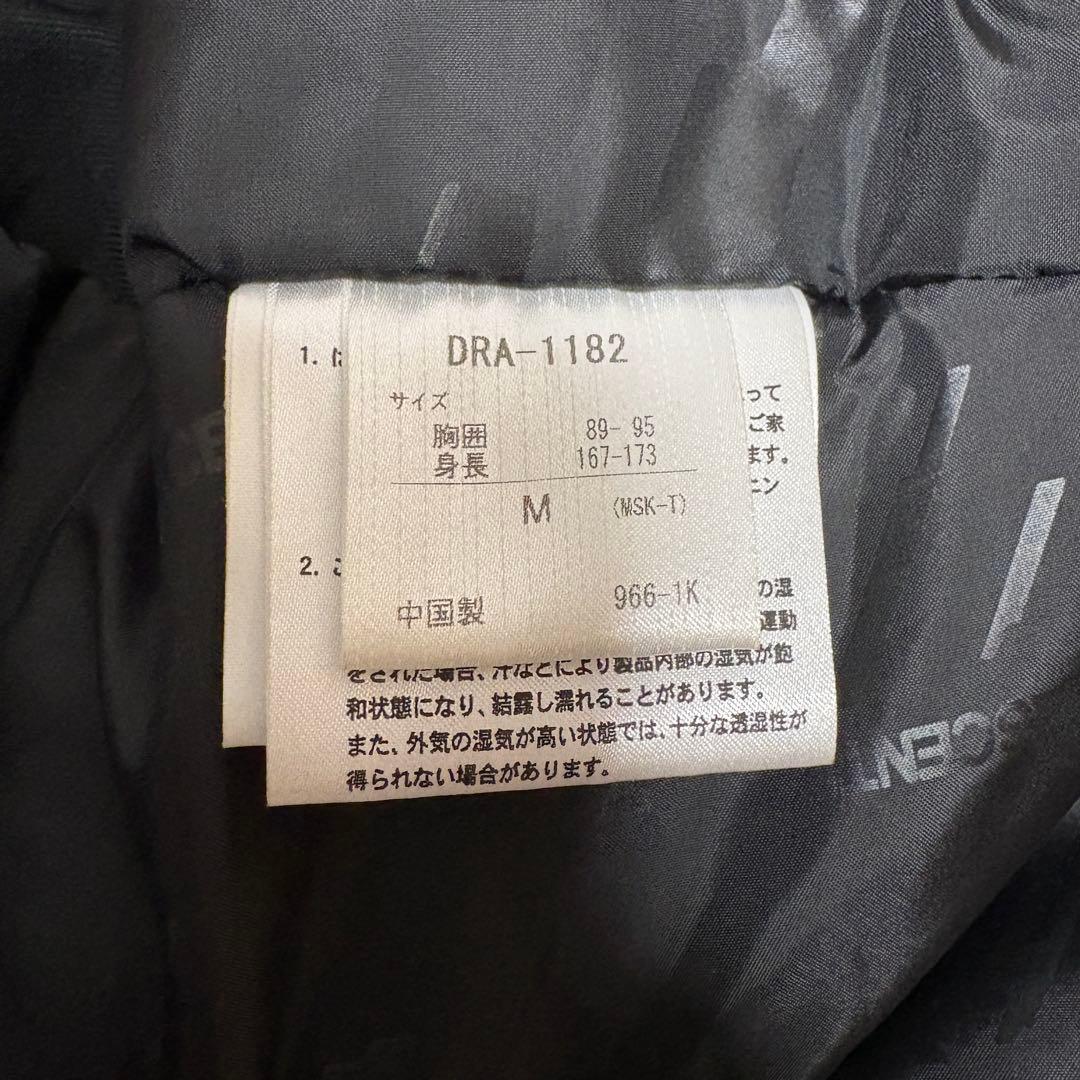 DRA-1182
サイズ
胸囲 89- 95
身長 167-173
M (MSK-T)
中国製 966-1K
1. は
って
ご家
ます。
ニン
2. こ
の湿
運動
をされた場合、汗などにより製品内部の湿気が飽
和状態になり、結露し濡れることがあります。
また、外気の湿気が高い状態では、十分な透湿性が
得られない場合があります。
SCENT